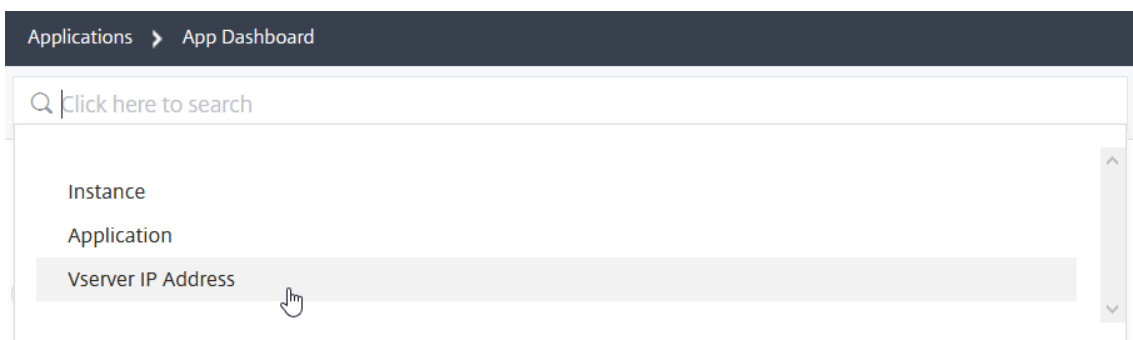 Applications > App Dashboard
Click here to search
Instance
Application
Vserver IP Address